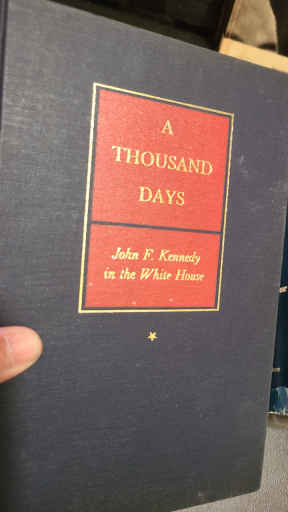 A
THOUSAND
DAYS
John F. Kennedy
in the White House